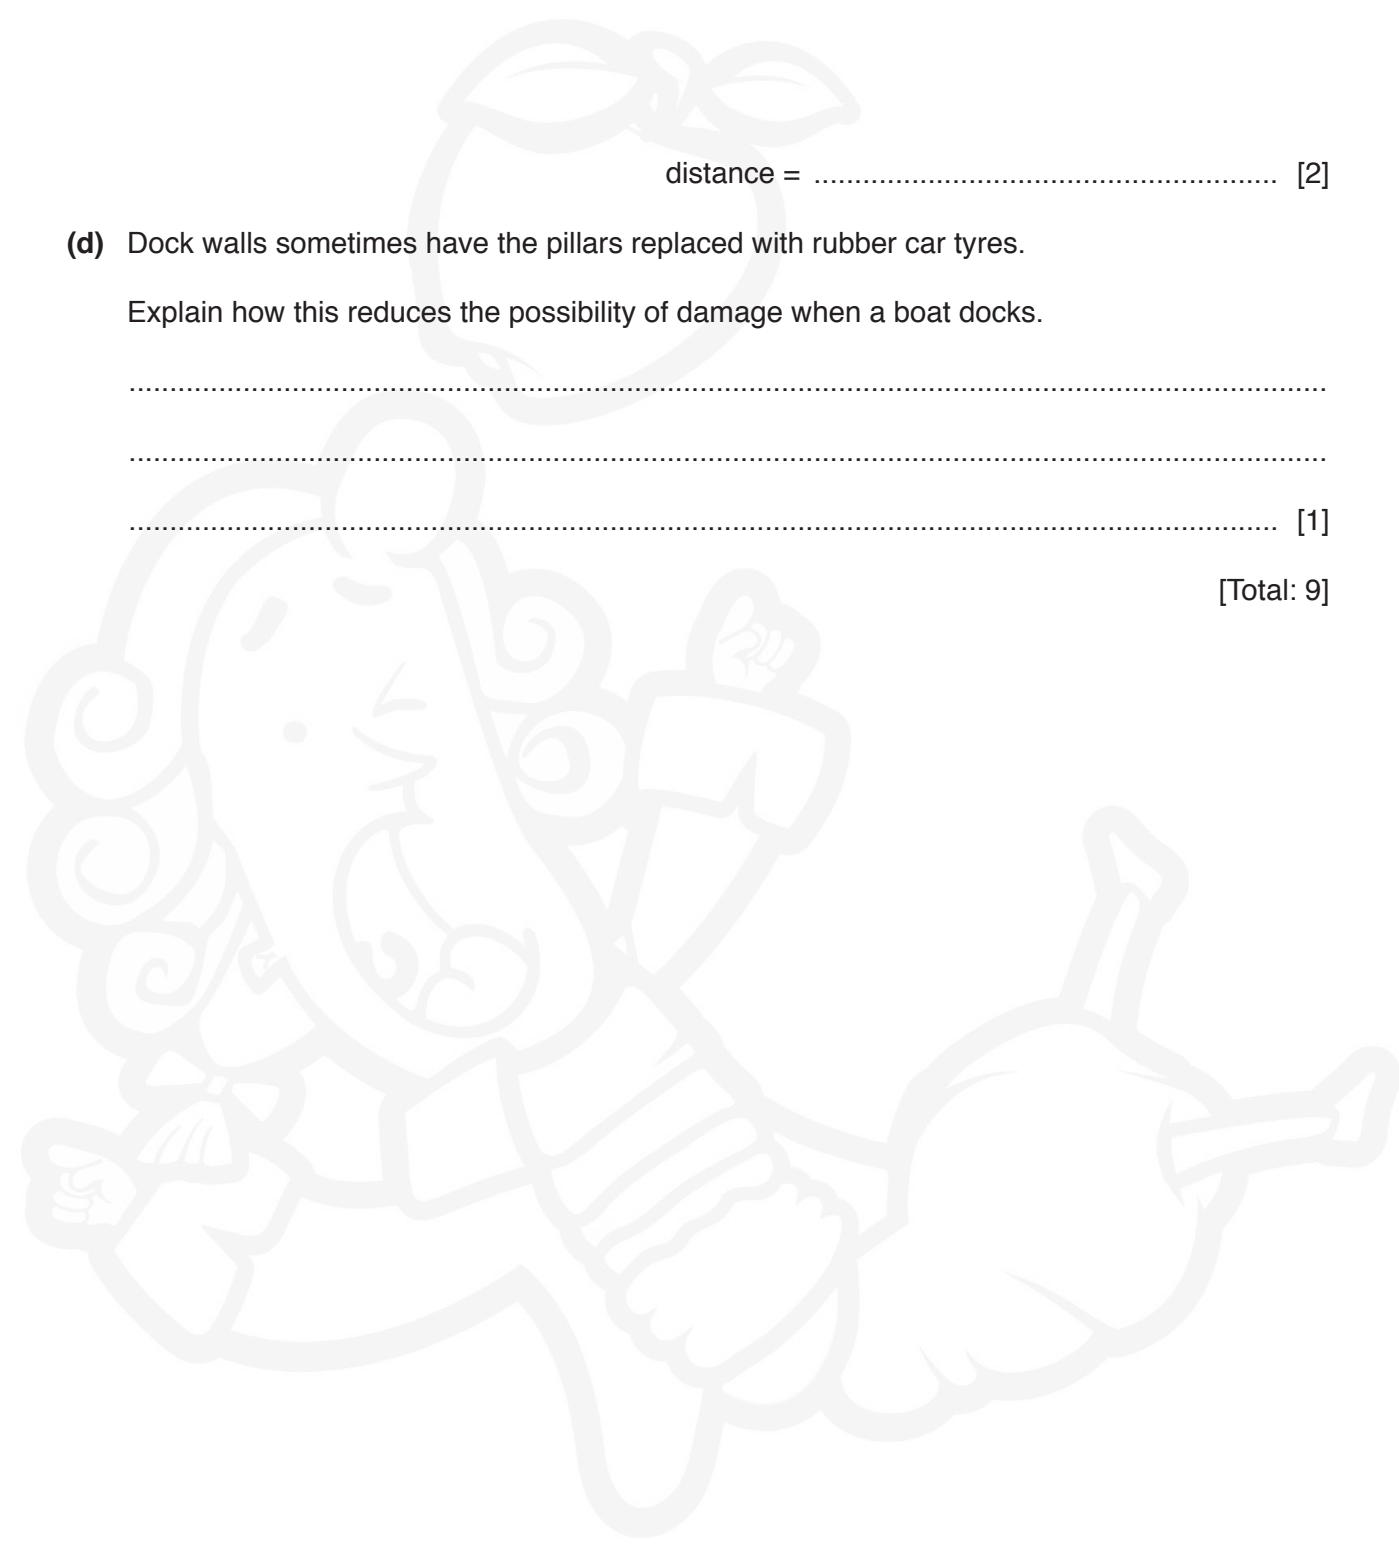 distance = ........................................................ [2]
(d) Dock walls sometimes have the pillars replaced with rubber car tyres.
Explain how this reduces the possibility of damage when a boat docks.
...................................................................................................................................................
...................................................................................................................................................
............................................................................................................................................. [1]
[Total: 9]